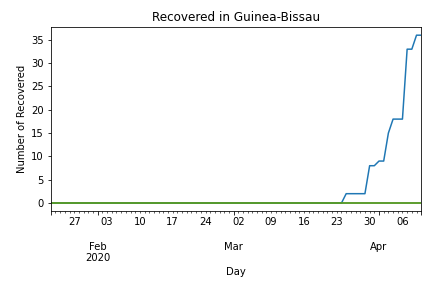 Recovered in Guinea-Bissau
Number of Recovered
35
30
25
20
15
10
5
0
27 03 10 17 24 02 09 16 23 30 06
Feb Mar Apr
2020
Day